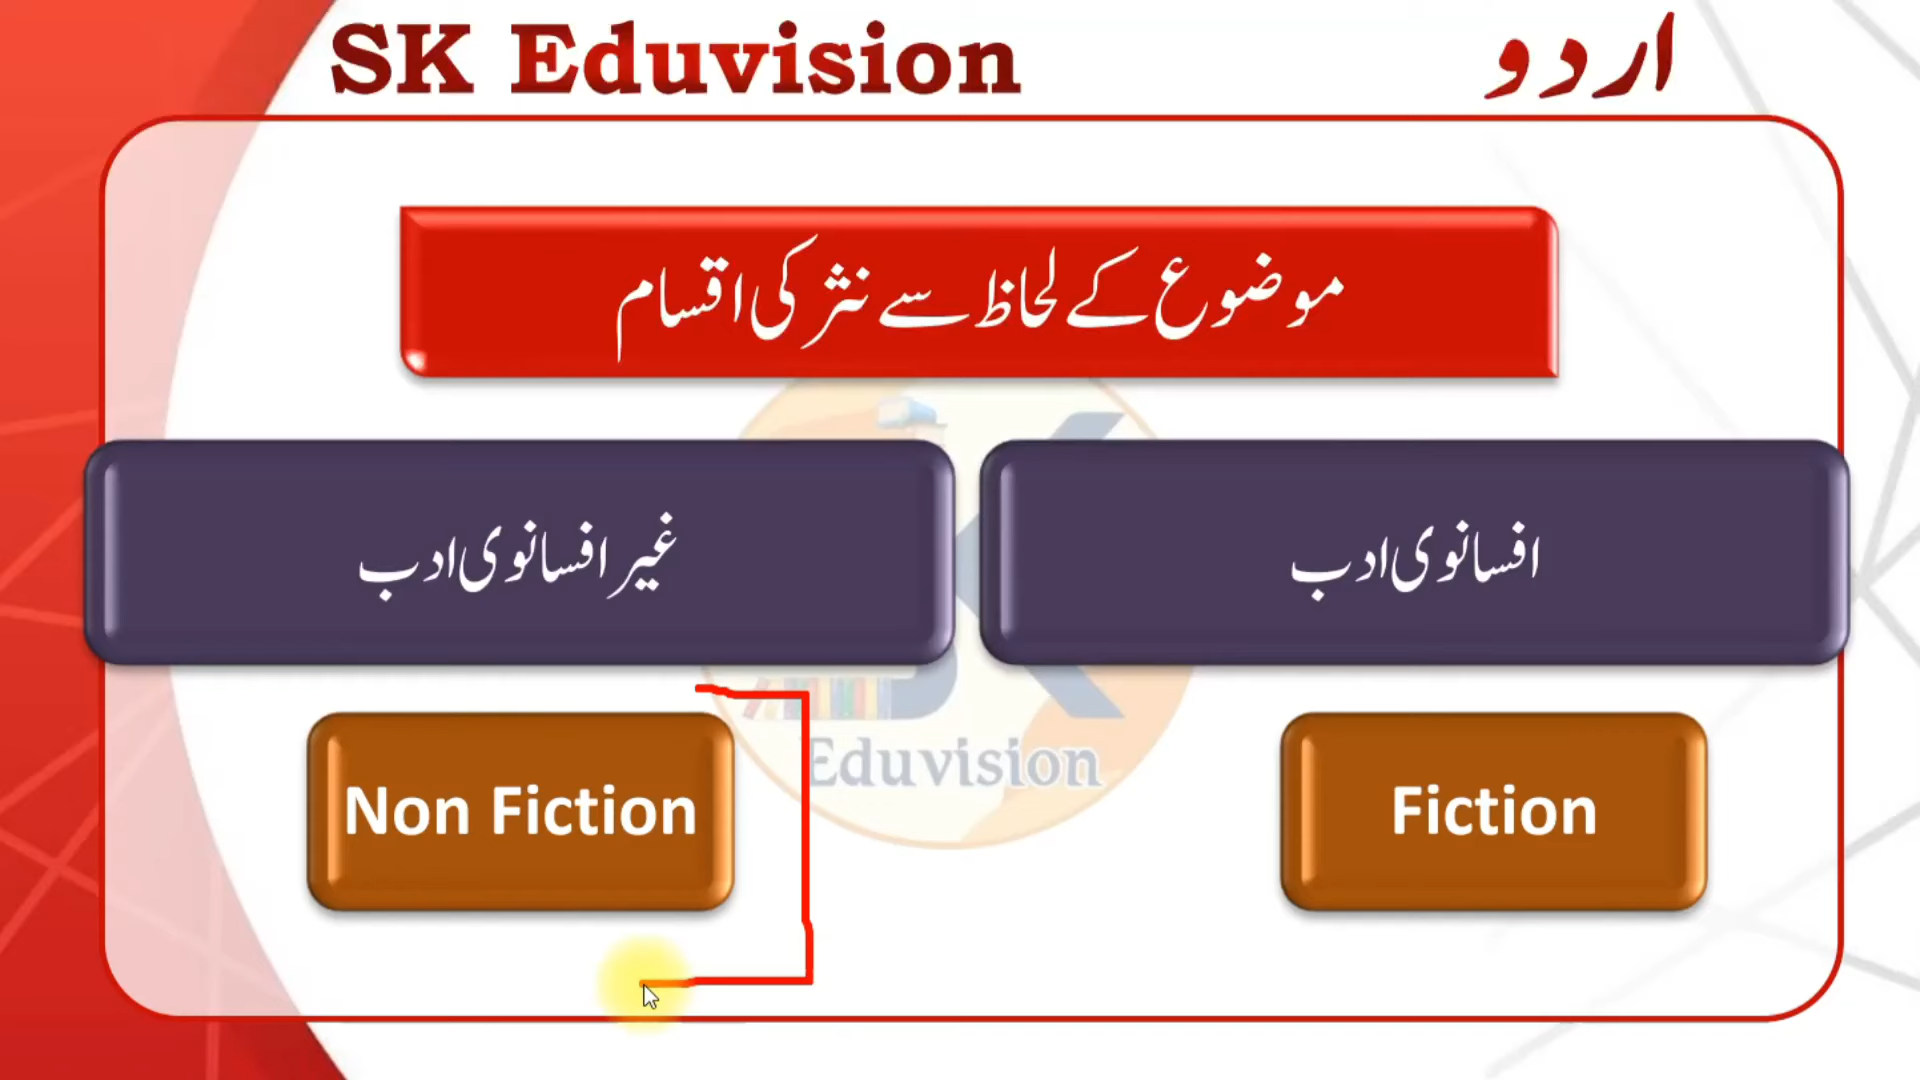 SK Eduvision
اردو
موضوع کے لحاظ سے نثر کی اقسام
افسانوی ادب
غیر افسانوی ادب
Fiction
Non Fiction
Eduvision